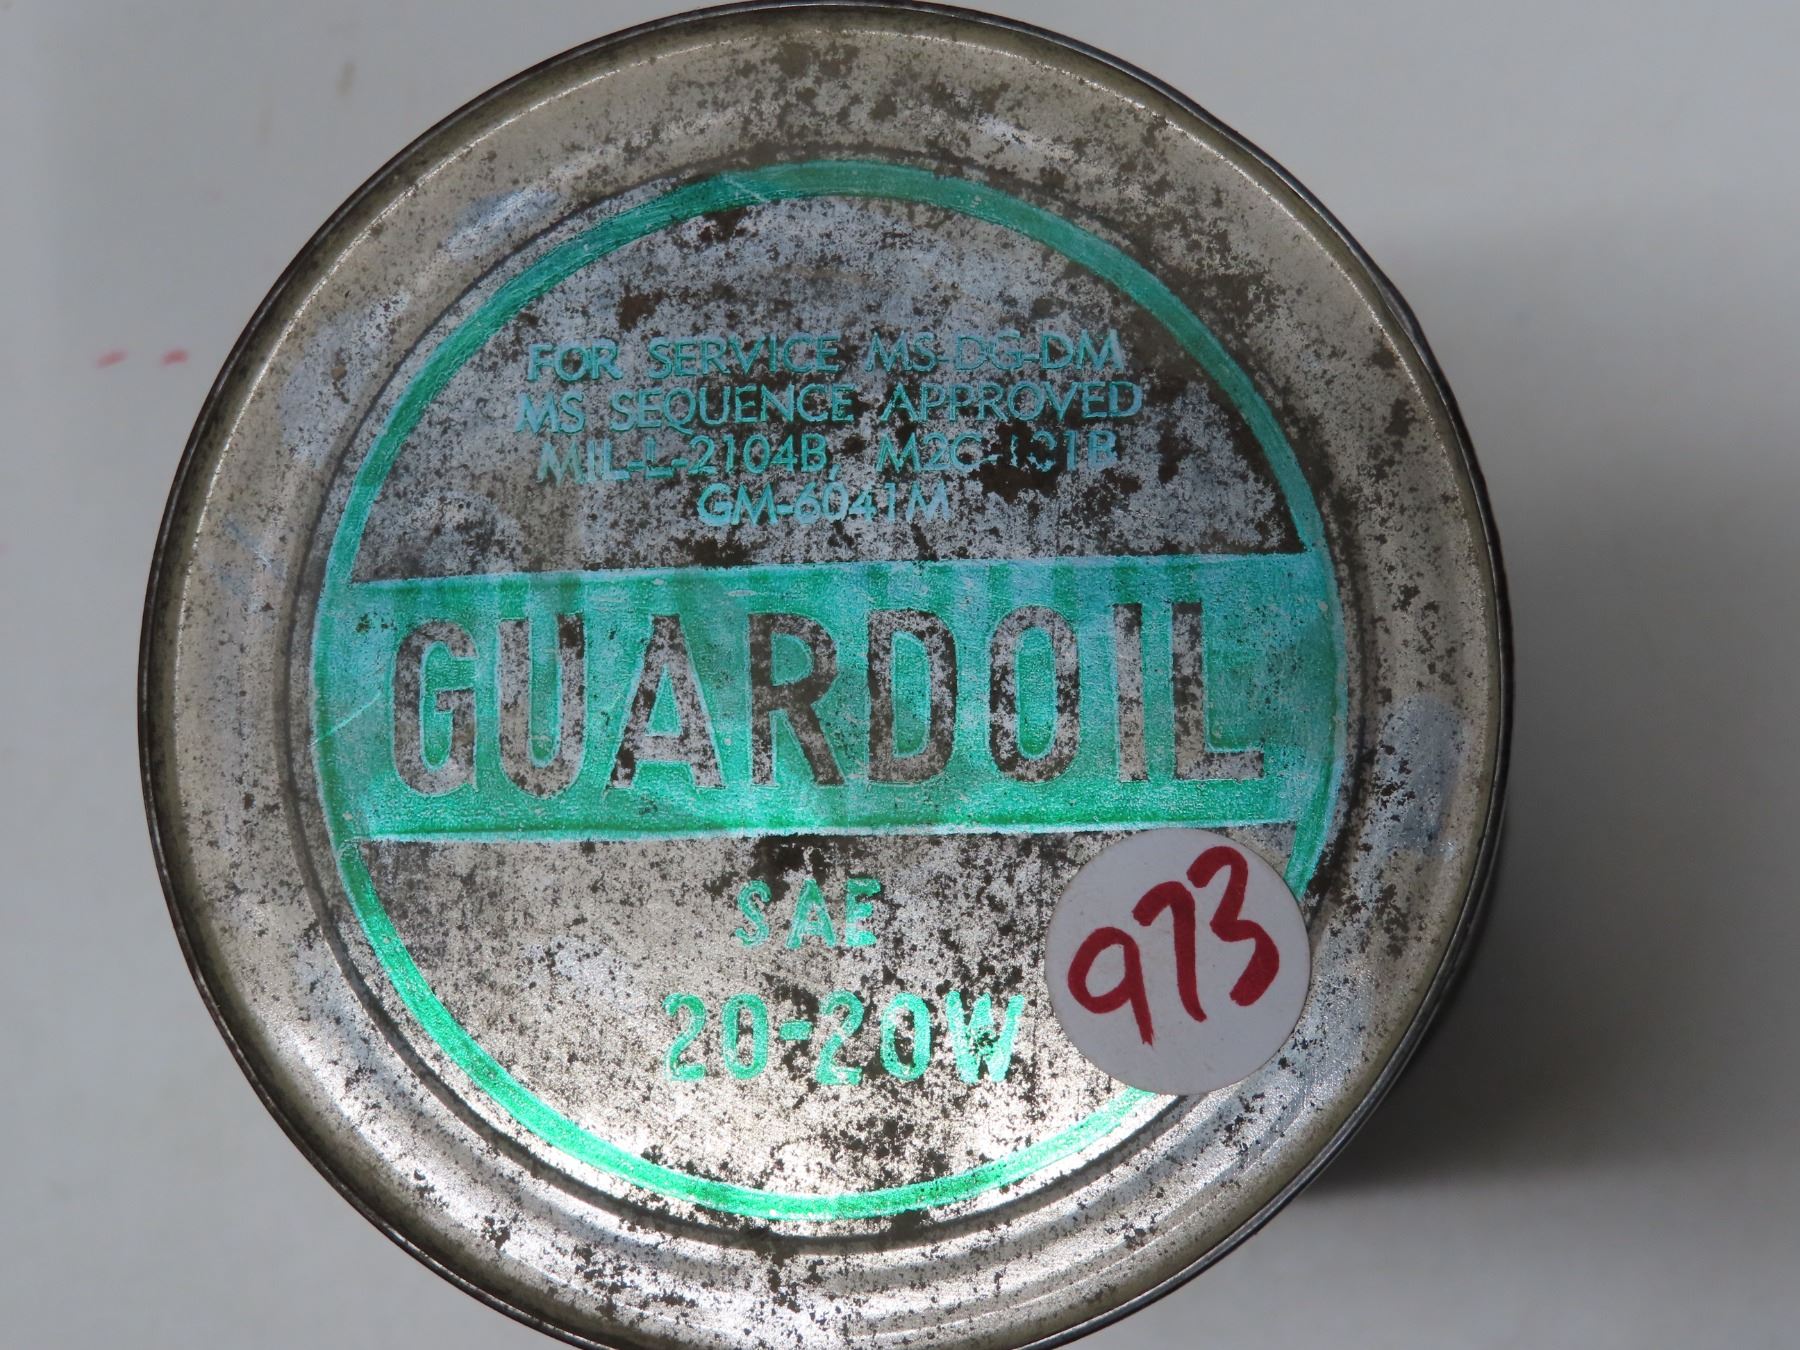 FOR SERVICE MS-DG-DM
MS SEQUENCE APPROVED
MIL-L-2104B, M2C-101B
GM-6041M
GUARDOIL
SAE
20-20W
973